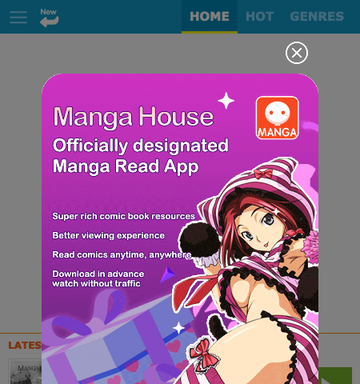 New
HOME
HOT
GENRES
Manga House
MANGA
Officially designated
Manga Read App
Super rich comic book resources
Better viewing experience
Read comics anytime, anywhere
Download in advance
watch without traffic
LATES
MANGA